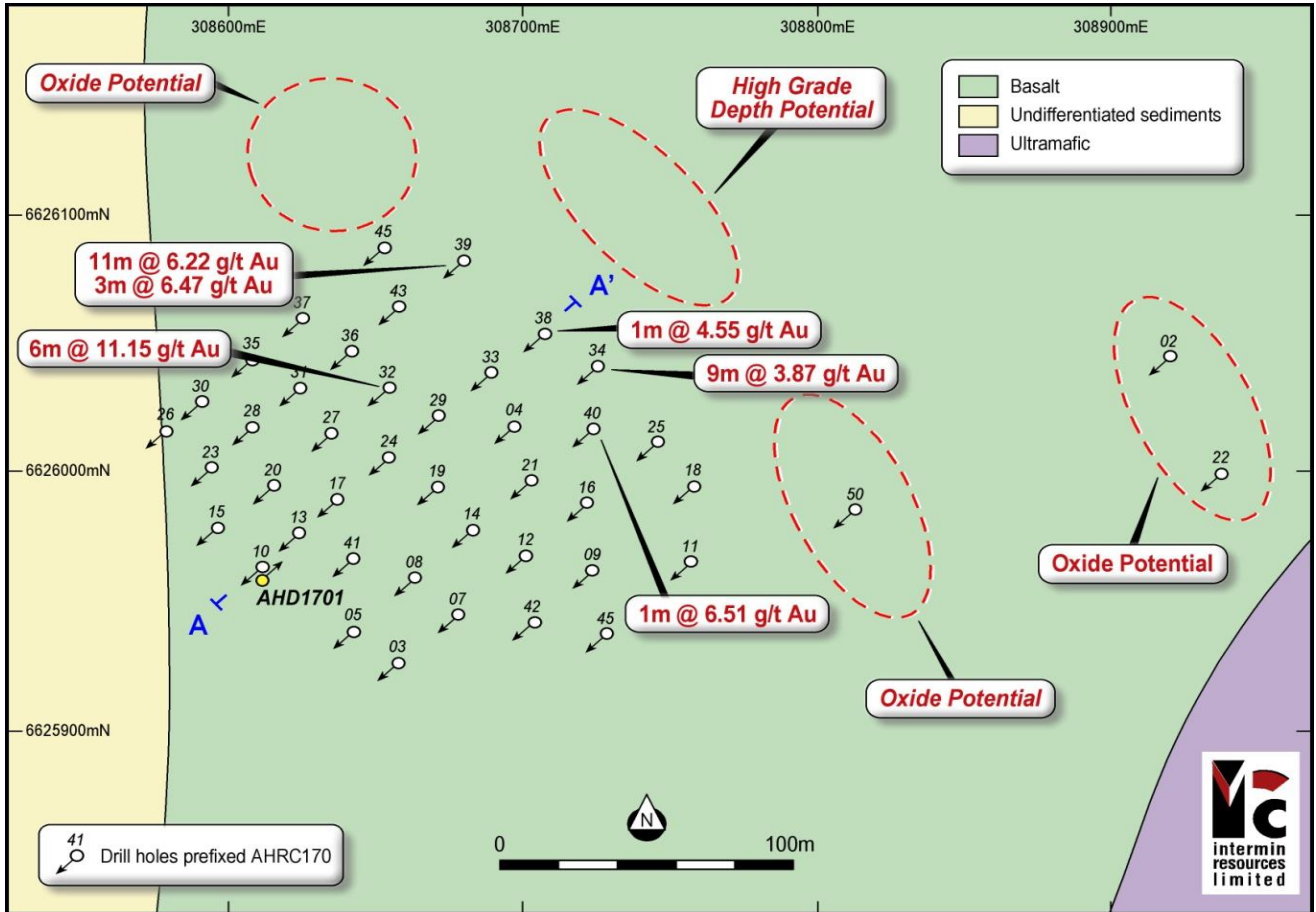 308600mE
308700mE
308800mE
308900mE
Oxide Potential
High Grade
Depth Potential
Basalt
Undifferentiated sediments
Ultramafic
6626100mN
45
39
11m @ 6.22 g/t Au
3m @ 6.47 g/t Au
A'
37
43
38
1m @ 4.55 g/t Au
6m @ 11.15 g/t Au
35
36
33
34
9m @ 3.87 g/t Au
02
31
32
30
29
04
40
26
28
27
25
24
6626000mN
23
20
19
21
18
22
17
16
50
15
13
14
41
12
11
Oxide Potential
10
08
09
AHD1701
A
05
07
42
45
1m @ 6.51 g/t Au
03
Oxide Potential
6625900mN
41
Drill holes prefixed AHRC170
N
0
100m
intermin
resources
limited